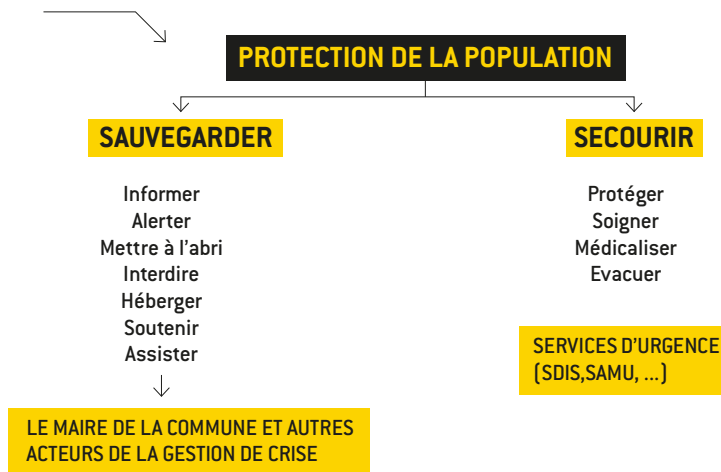 PROTECTION DE LA POPULATION
SAUVEGARDER
Informer
Alerter
Mettre à l'abri
Interdire
Héberger
Soutenir
Assister
LE MAIRE DE LA COMMUNE ET AUTRES
ACTEURS DE LA GESTION DE CRISE
SECOURIR
Protéger
Soigner
Médicaliser
Evacuer
SERVICES D'URGENCE
(SDIS,SAMU, ...)